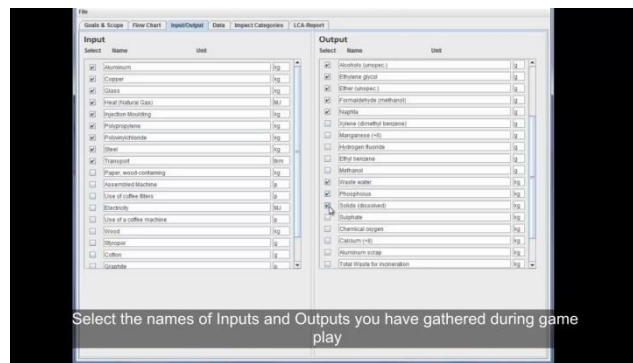 File
Goals & Scope Flow Chart Input/Output Data Impact Categories LCA-Report
Input
Select Name Unit
Aluminum kg
Copper kg
Glass kg
Heat (Natural Gas) MJ
Injection Moulding kg
Polypropylene kg
Polyvinylchloride kg
Steel kg
Transport tkm
Paper, wood-containing kg
Assembled Machine p
Use of coffee filters p
Electricity MJ
Use of a coffee machine p
Wood kg
Styropor g
Cotton g
Graphite p
Output
Select Name Unit
Alcohols (unspec.) g
Ethylene glycol g
Ether (unspec.) g
Formaldehyde (methanol) g
Naphta g
Xylene (dimethyl benzene) g
Manganese (+II) g
Hydrogen fluoride g
Ethyl benzene g
Methanol g
Waste water kg
Phosphorus kg
Solids (dissolved) kg
Sulphate kg
Chemical oxygen kg
Calcium (+II) kg
Aluminum scrap kg
Total Waste for incineration kg
Select the names of Inputs and Outputs you have gathered during game
play